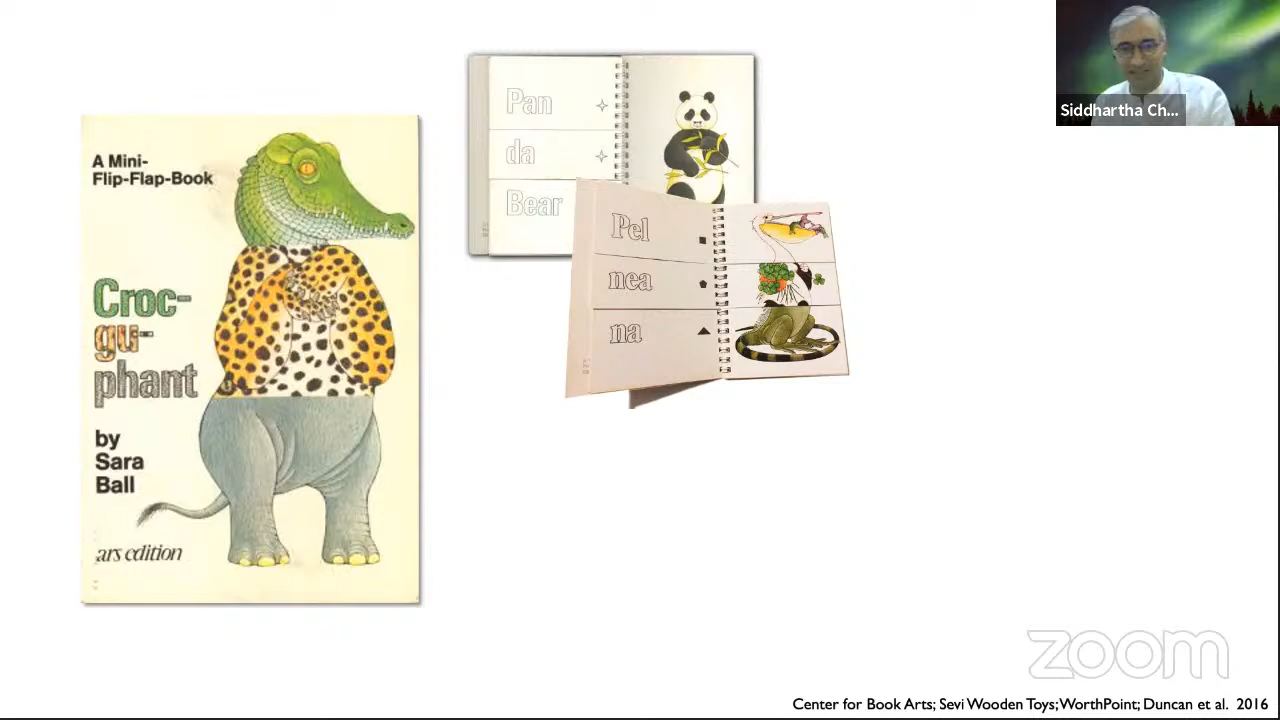 A Mini-
Flip-Flap-Book
Croc-
gu-
phant
by
Sara
Ball
ars edition
Pan
da
Bear
Pel
nea
na
Siddhartha Ch...
zoom
Center for Book Arts; Sevi Wooden Toys; WorthPoint; Duncan et al. 2016